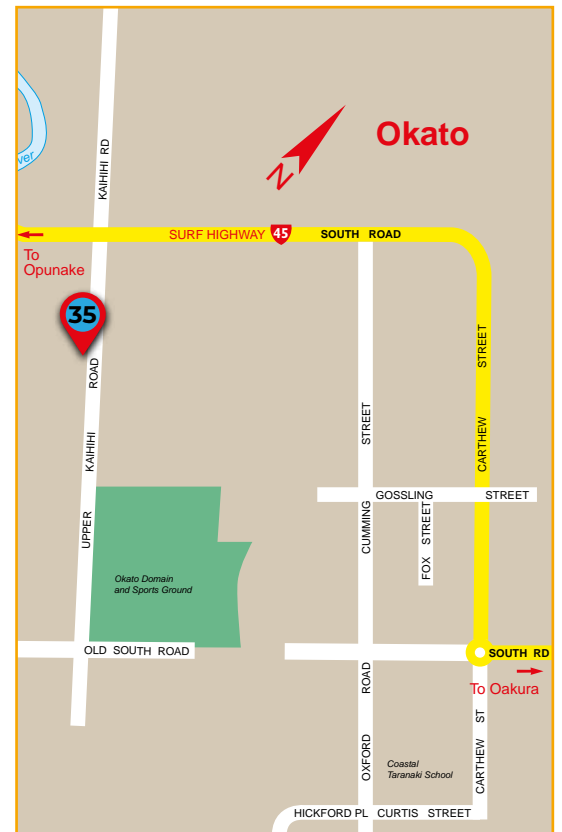 Okato
N
ver
KAIHIHI RD
SURF HIGHWAY 45 SOUTH ROAD
To
Opunake
35
UPPER KAIHIHI ROAD
CUMMING STREET
CARTHEW STREET
GOSSLING STREET
FOX STREET
Okato Domain
and Sports Ground
OLD SOUTH ROAD
SOUTH RD
To Oakura
OXFORD ROAD
CARTHEW ST
Coastal
Taranaki School
HICKFORD PL CURTIS STREET